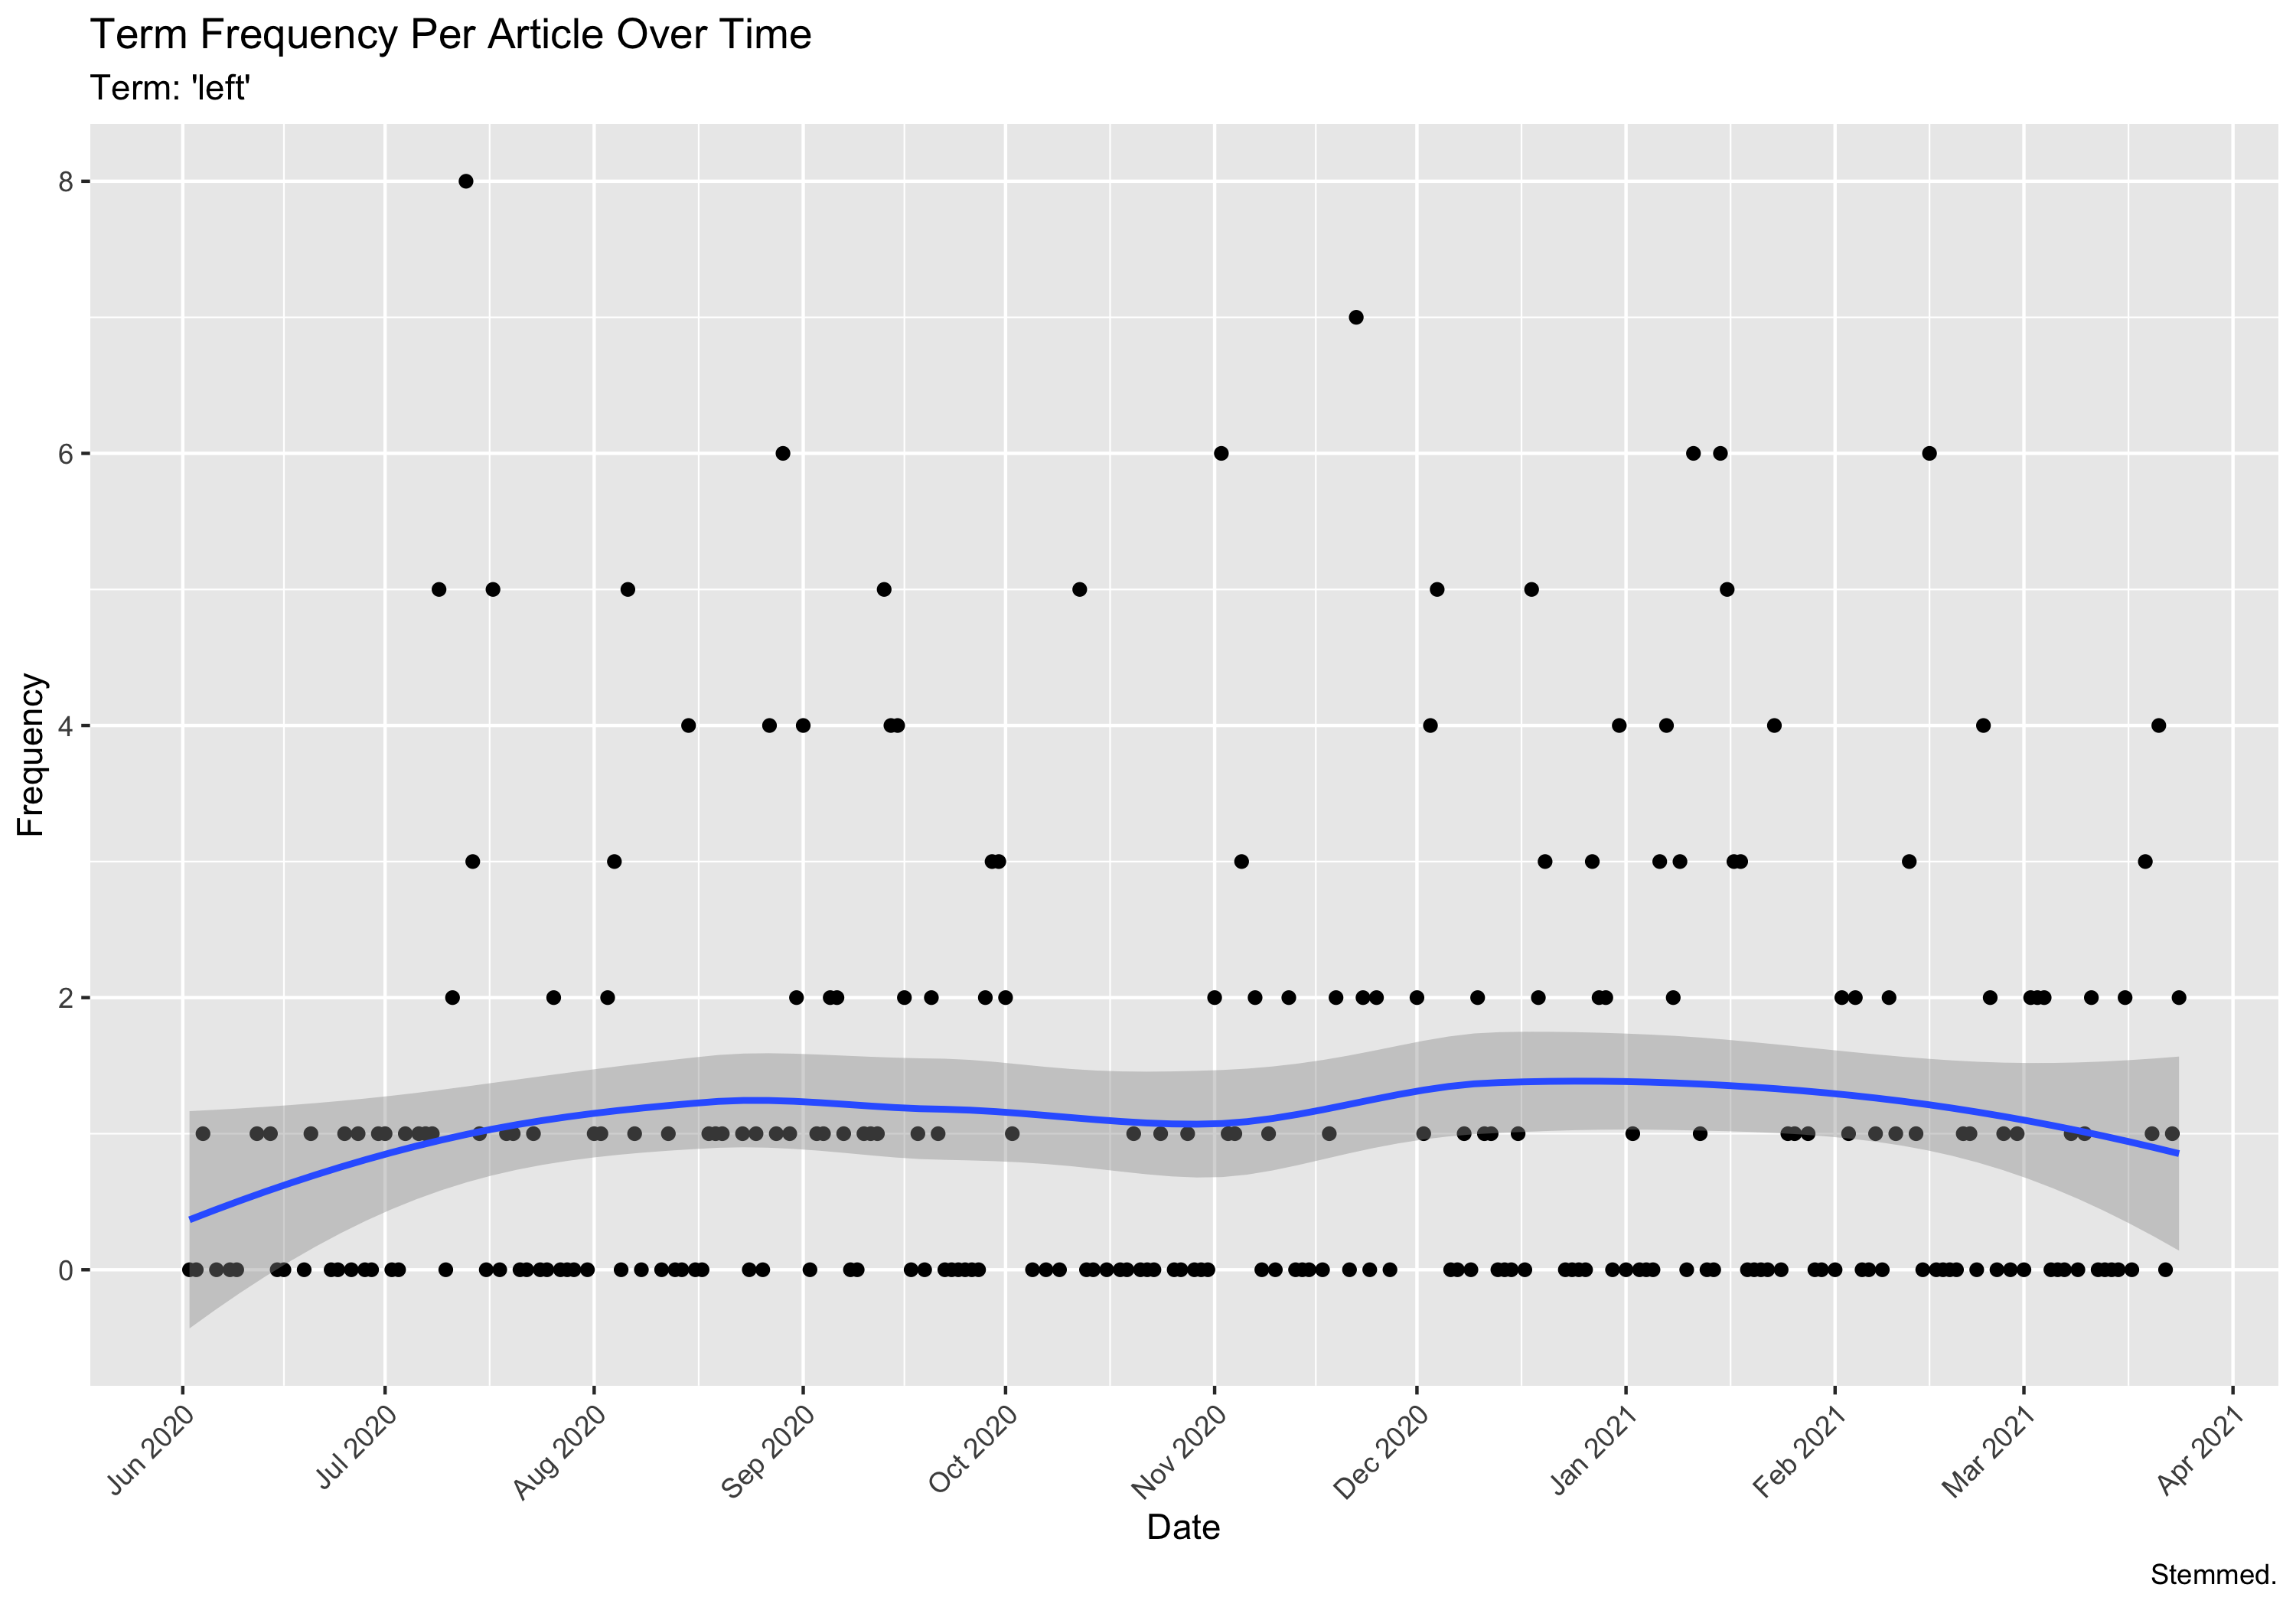 Term Frequency Per Article Over Time
Term: 'left'
8
6
4
2
0
Frequency
Jun 2020
Jul 2020
Aug 2020
Sep 2020
Oct 2020
Nov 2020
Dec 2020
Jan 2021
Feb 2021
Mar 2021
Apr 2021
Date
Stemmed.